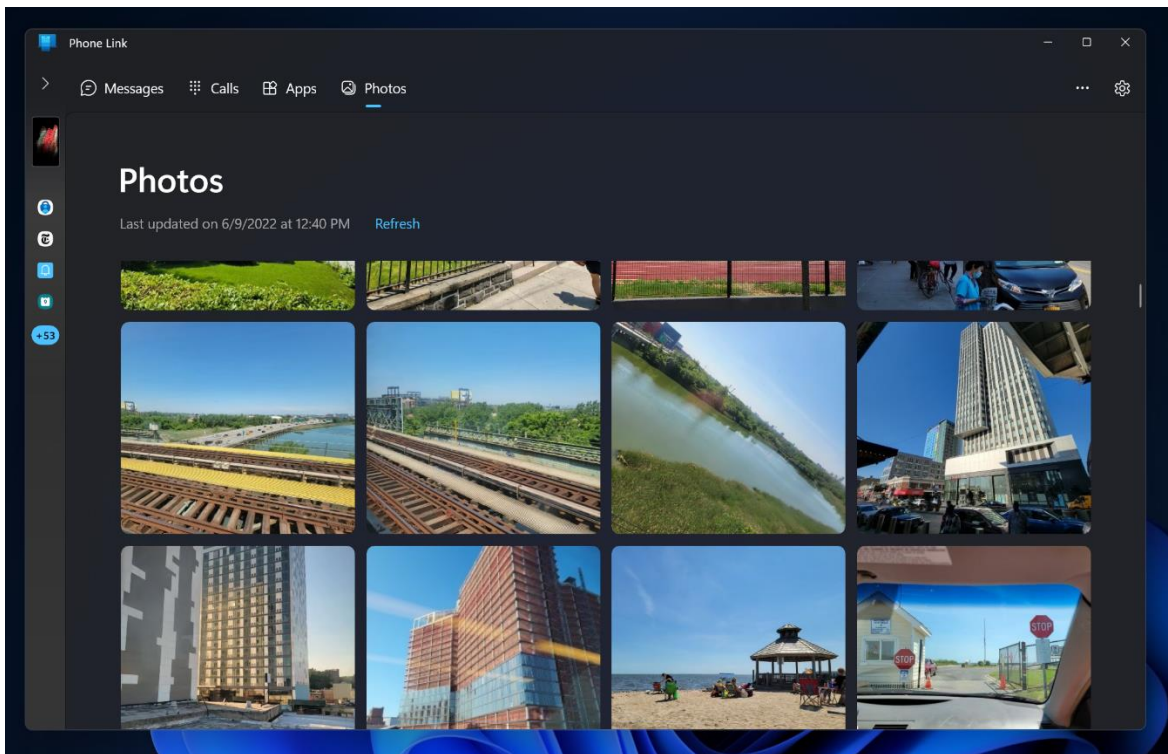 Phone Link
Messages Calls Apps Photos
Photos
Last updated on 6/9/2022 at 12:40 PM Refresh
+53
STOP
STOP